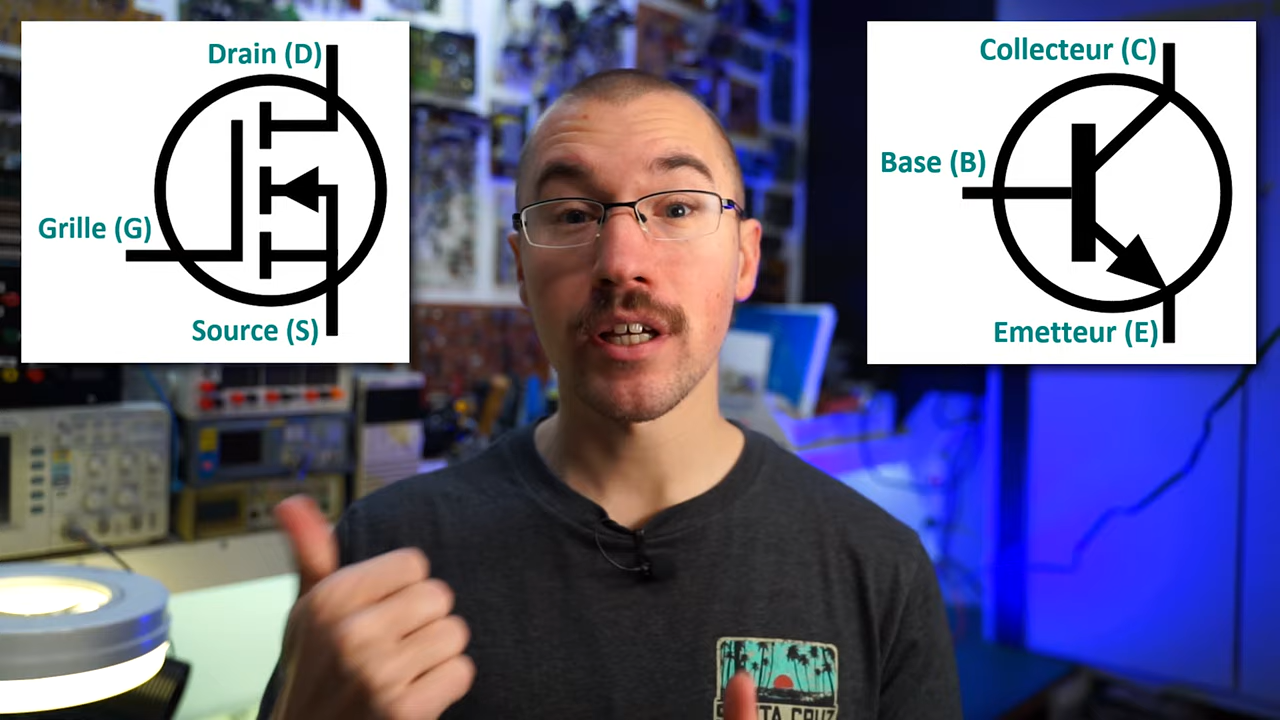 Drain (D)
Grille (G)
Source (S)
Collecteur (C)
Base (B)
Emetteur (E)